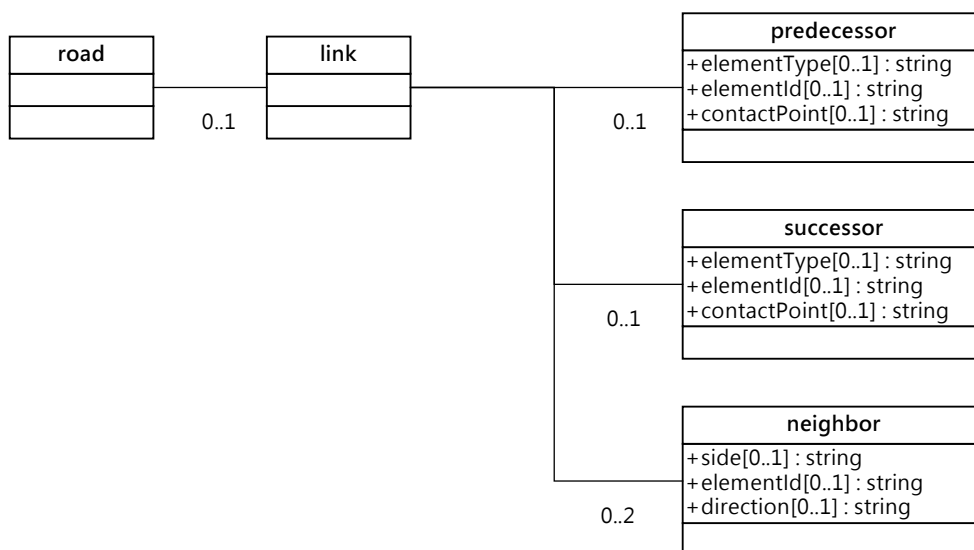 road
0..1
link
0..1
predecessor
+elementType[0..1] : string
+elementId[0..1] : string
+contactPoint[0..1] : string
0..1
successor
+elementType[0..1] : string
+elementId[0..1] : string
+contactPoint[0..1] : string
0..2
neighbor
+side[0..1] : string
+elementId[0..1] : string
+direction[0..1] : string